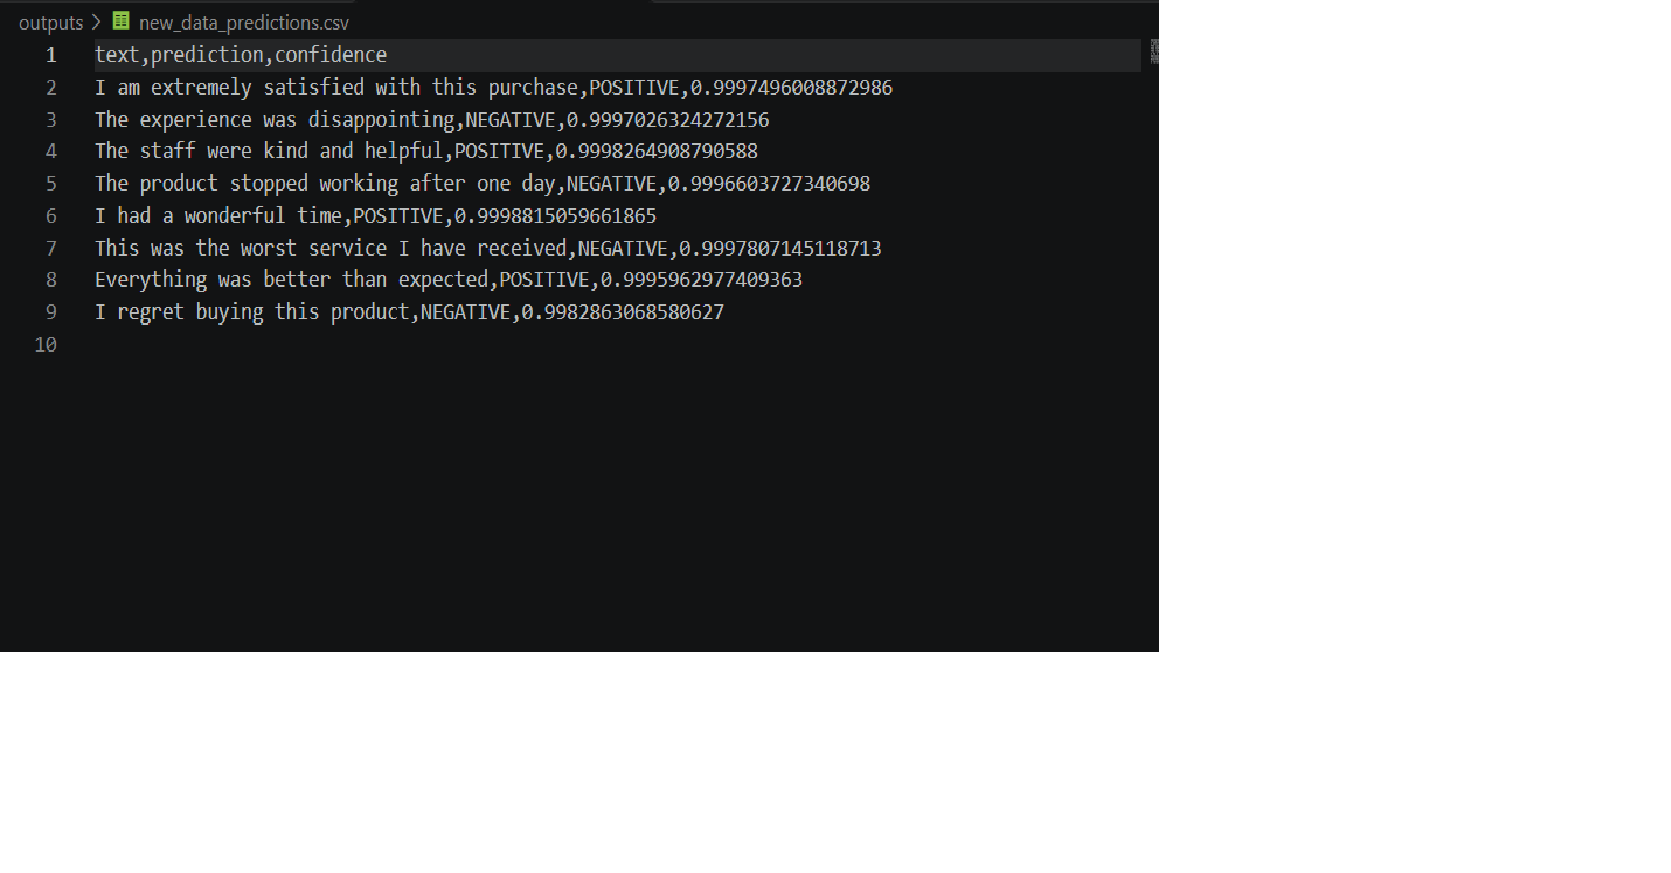 outputs > new_data_predictions.csv
1 text,prediction,confidence
2 I am extremely satisfied with this purchase,POSITIVE,0.9997496008872986
3 The experience was disappointing,NEGATIVE,0.9997026324272156
4 The staff were kind and helpful,POSITIVE,0.9998264908790588
5 The product stopped working after one day,NEGATIVE,0.9996603727340698
6 I had a wonderful time,POSITIVE,0.9998815059661865
7 This was the worst service I have received,NEGATIVE,0.9997807145118713
8 Everything was better than expected,POSITIVE,0.9995962977409363
9 I regret buying this product,NEGATIVE,0.9982863068580627
10